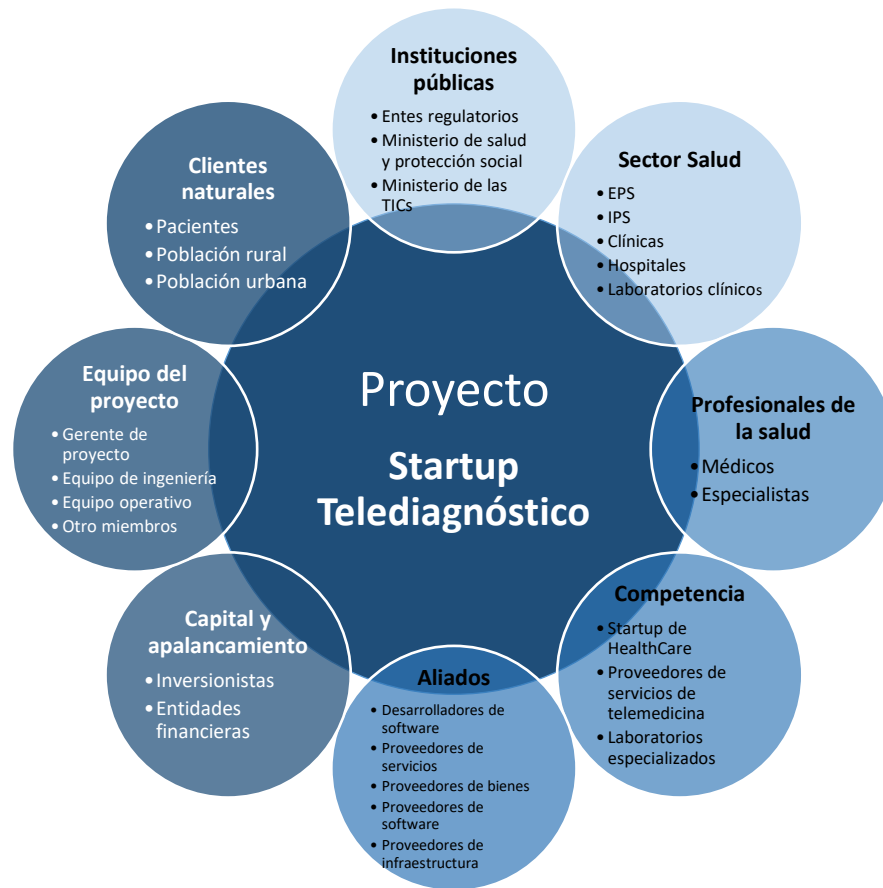 Instituciones
públicas
• Entes regulatorios
• Ministerio de salud
y protección social
• Ministerio de las
TICs
Sector Salud
• EPS
• IPS
• Clínicas
• Hospitales
• Laboratorios clínicos
Profesionales de
la salud
• Médicos
• Especialistas
Competencia
• Startup de
HealthCare
• Proveedores de
servicios de
telemedicina
• Laboratorios
especializados
Aliados
• Desarrolladores de
software
• Proveedores de
servicios
• Proveedores de bienes
• Proveedores de
software
• Proveedores de
infraestructura
Capital y
apalancamiento
• Inversionistas
• Entidades
financieras
Equipo del
proyecto
• Gerente de
proyecto
• Equipo de ingeniería
• Equipo operativo
• Otro miembros
Clientes
naturales
• Pacientes
• Población rural
• Población urbana
Proyecto
Startup
Telediagnóstico